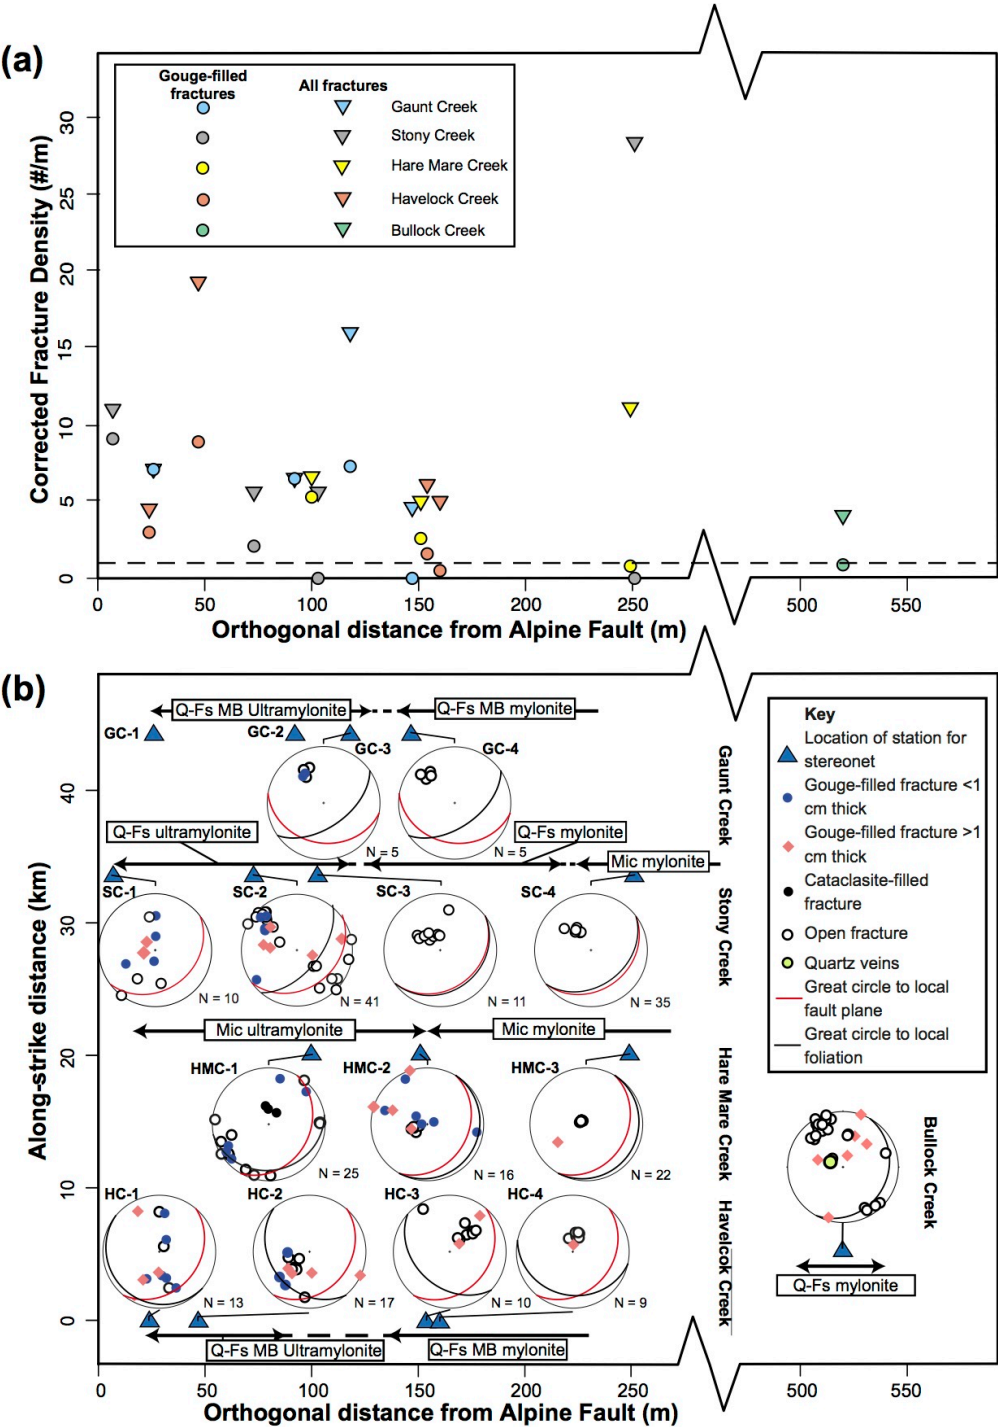 (a)
Gouge-filled
fractures
All fractures
Gaunt Creek
Stony Creek
Hare Mare Creek
Havelock Creek
Bullock Creek
Corrected Fracture Density (#/m)
30
25
20
15
10
5
0
0 50 100 150 200 250 500 550
Orthogonal distance from Alpine Fault (m)
(b)
Q-Fs MB Ultramylonite
Q-Fs MB mylonite
GC-1
GC-2
GC-3
GC-4
N = 5
N = 5
Gaunt Creek
Q-Fs ultramylonite
Q-Fs mylonite
Mic mylonite
SC-1
SC-2
SC-3
SC-4
N = 10
N = 41
N = 11
N = 35
Stony Creek
Mic ultramylonite
Mic mylonite
HMC-1
HMC-2
HMC-3
N = 25
N = 16
N = 22
Hare Mare Creek
HC-1
HC-2
HC-3
HC-4
N = 13
N = 17
N = 10
N = 9
Havelcok Creek
Q-Fs MB Ultramylonite
Q-Fs MB mylonite
Key
Location of station for
stereonet
Gouge-filled fracture <1
cm thick
Gouge-filled fracture >1
cm thick
Cataclasite-filled
fracture
Open fracture
Quartz veins
Great circle to local
fault plane
Great circle to local
foliation
Bullock Creek
Q-Fs mylonite
Along-strike distance (km)
40
30
20
10
0
0 50 100 150 200 250 500 550
Orthogonal distance from Alpine Fault (m)